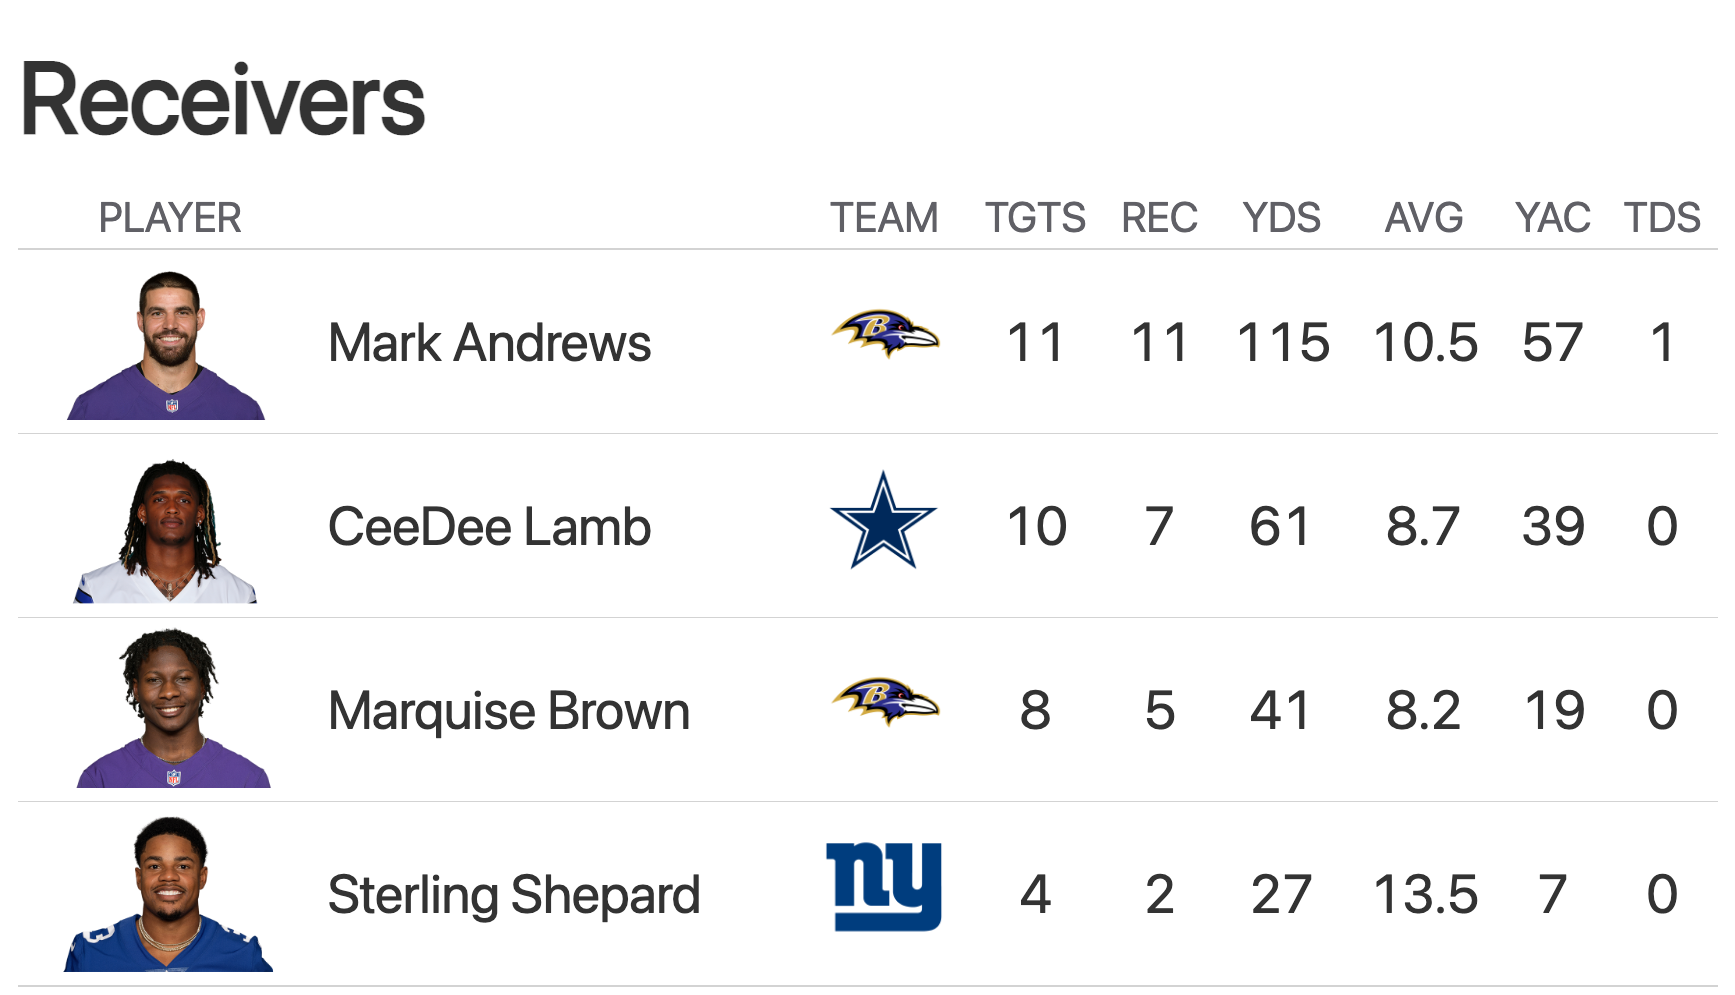 Receivers
PLAYER TEAM TGTS REC YDS AVG YAC TDS
Mark Andrews B 11 11 115 10.5 57 1
CeeDee Lamb 10 7 61 8.7 39 0
Marquise Brown B 8 5 41 8.2 19 0
Sterling Shepard ny 4 2 27 13.5 7 0